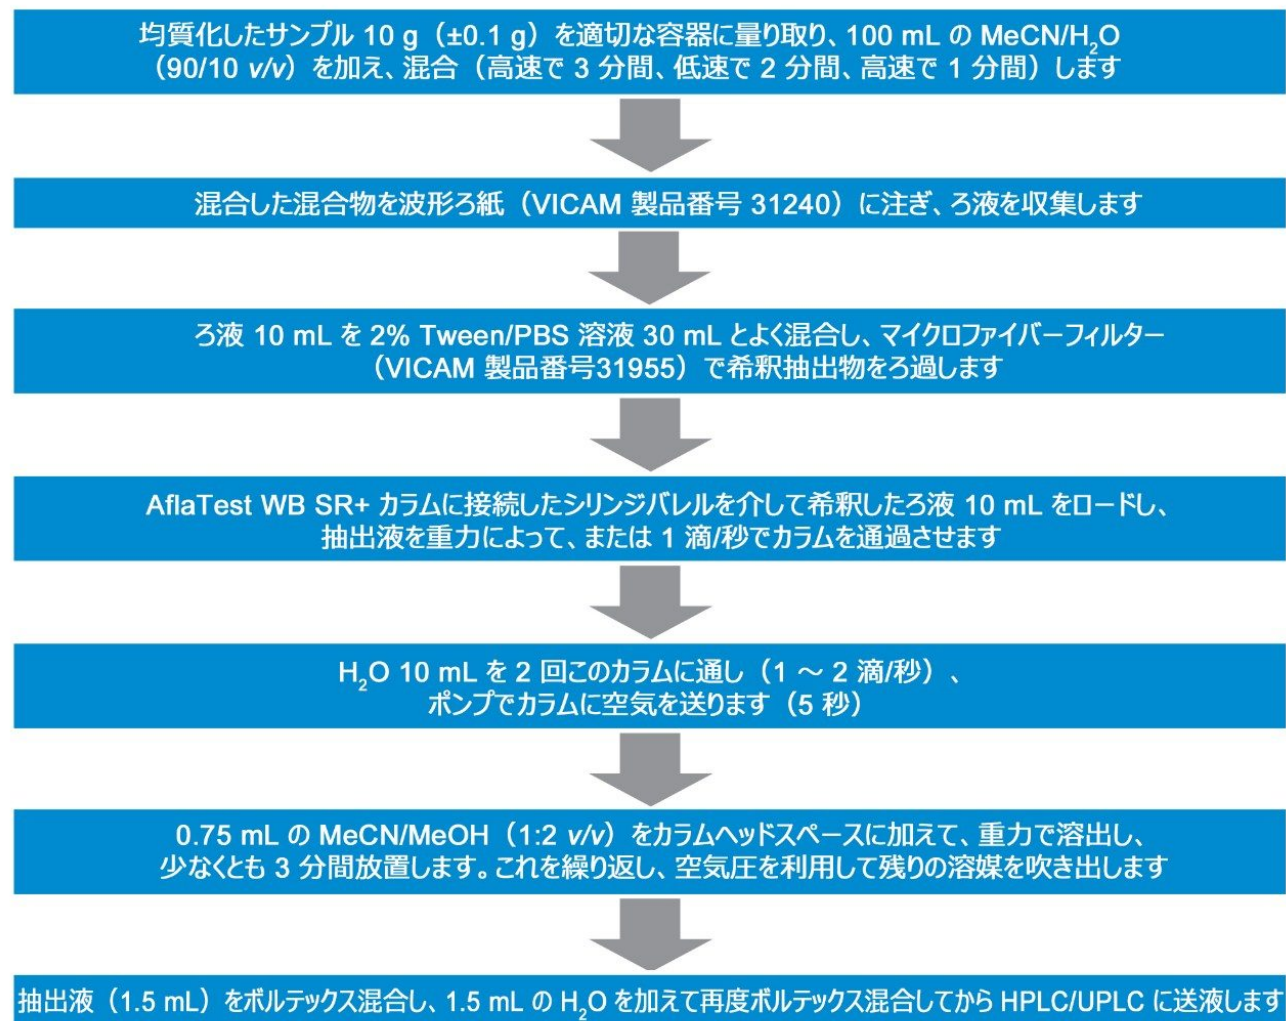 均質化したサンプル 10 g（±0.1 g）を適切な容器に量り取り、100 mL の MeCN/H₂O
（90/10 v/v）を加え、混合（高速で 3 分間、低速で 2 分間、高速で 1 分間）します
混合した混合物を波形ろ紙（VICAM 製品番号 31240）に注ぎ、ろ液を収集します
ろ液 10 mL を 2% Tween/PBS 溶液 30 mL とよく混合し、マイクロファイバーフィルター
（VICAM 製品番号31955）で希釈抽出物をろ過します
AflaTest WB SR+ カラムに接続したシリンジバレルを介して希釈したろ液 10 mL をロードし、
抽出液を重力によって、または 1 滴/秒でカラムを通過させます
H₂O 10 mL を 2 回このカラムに通し（1 ～ 2 滴/秒）、
ポンプでカラムに空気を送ります（5 秒）
0.75 mL の MeCN/MeOH（1:2 v/v）をカラムヘッドスペースに加えて、重力で溶出し、
少なくとも 3 分間放置します。これを繰り返し、空気圧を利用して残りの溶媒を吹き出します
抽出液（1.5 mL）をボルテックス混合し、1.5 mL の H₂O を加えて再度ボルテックス混合してから HPLC/UPLC に送液します